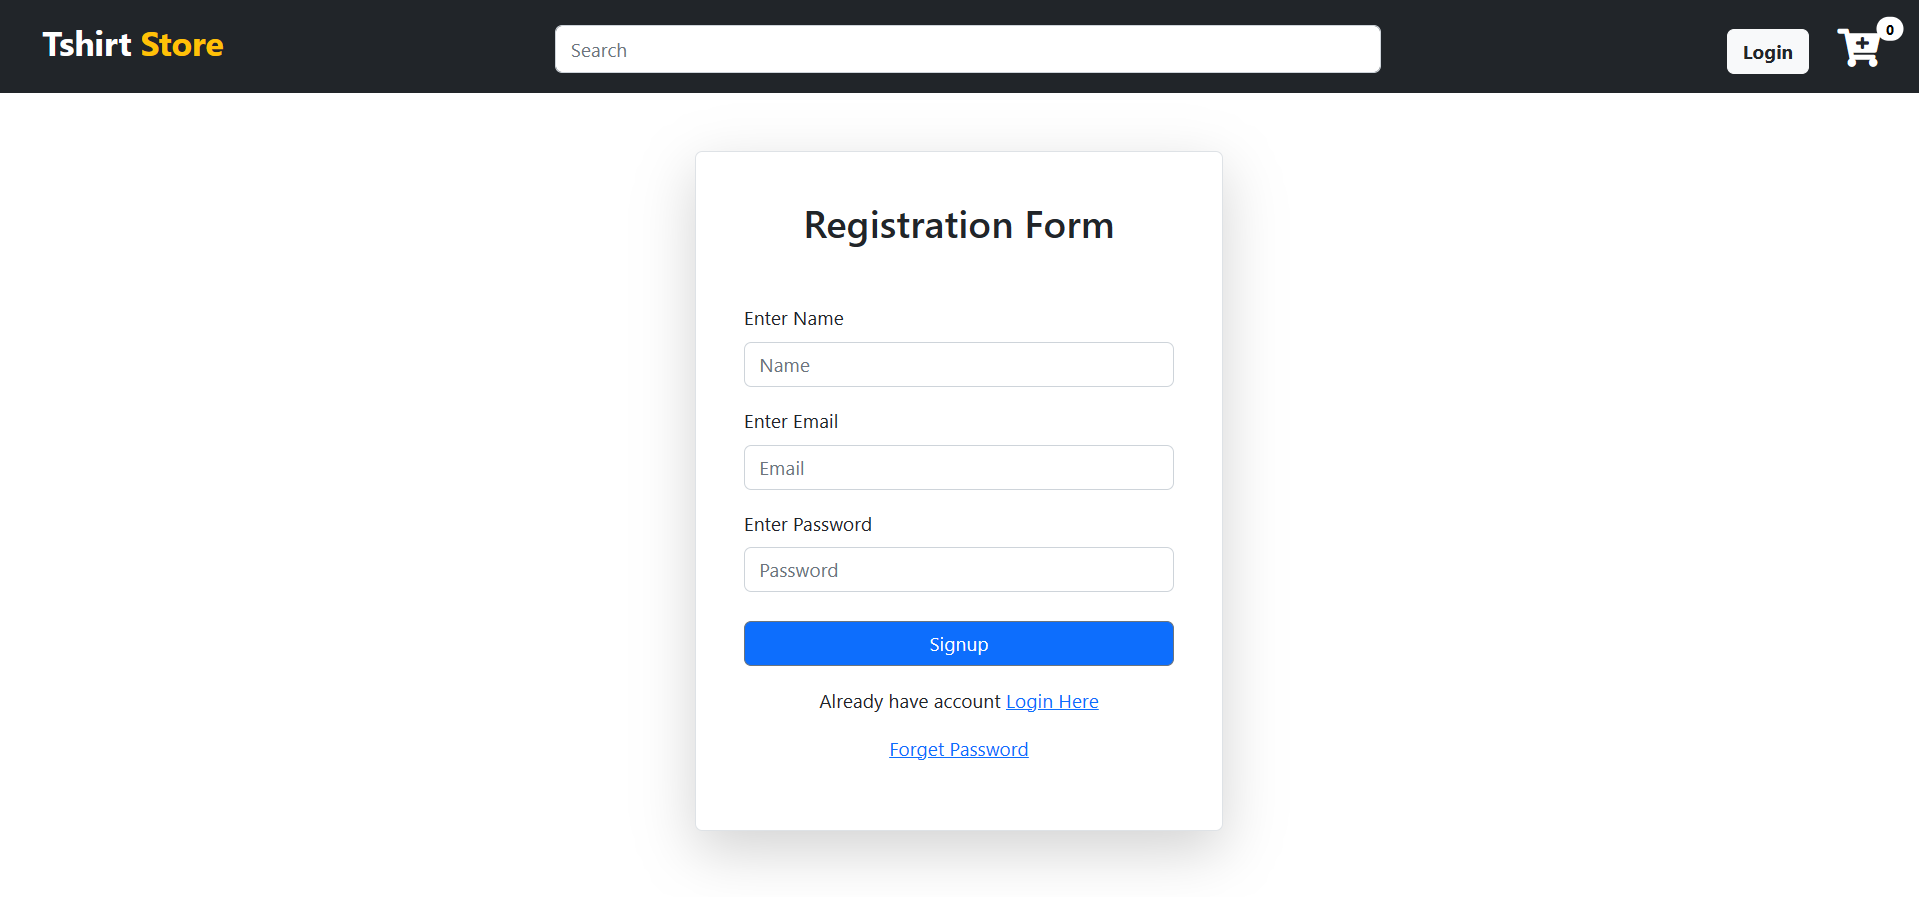 Tshirt Store
Search
Login
0
Registration Form
Enter Name
Name
Enter Email
Email
Enter Password
Password
Signup
Already have account Login Here
Forget Password